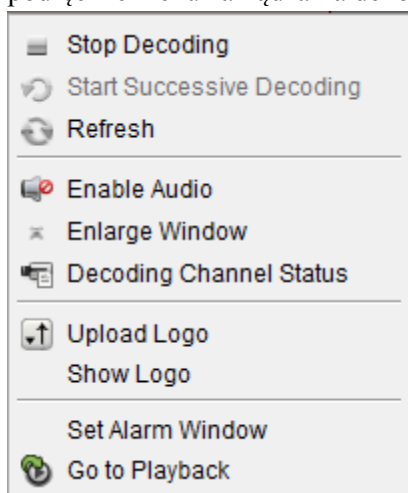 Stop Decoding
Start Successive Decoding
Refresh
Enable Audio
Enlarge Window
Decoding Channel Status
Upload Logo
Show Logo
Set Alarm Window
Go to Playback